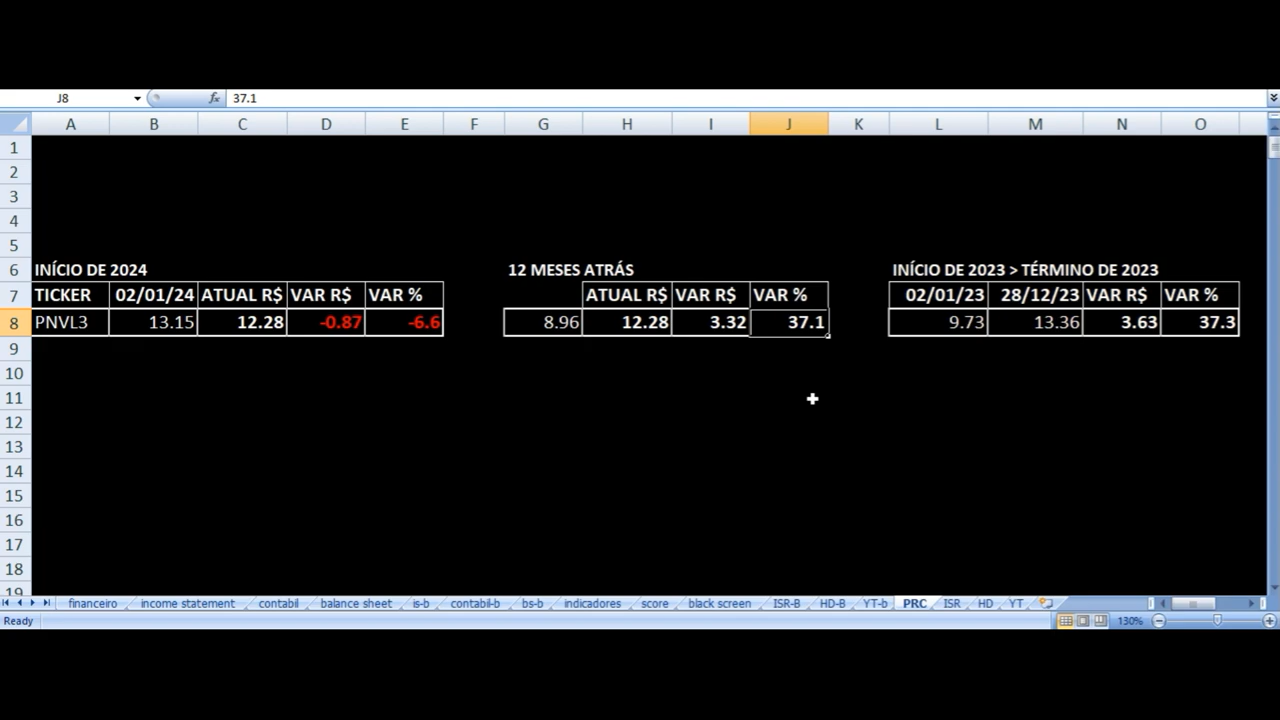 J8 fx 37.1
A B C D E F G H I J K L M N O
1
2
3
4
5
6 INÍCIO DE 2024 12 MESES ATRÁS INÍCIO DE 2023 > TÉRMINO DE 2023
7 TICKER 02/01/24 ATUAL R$ VAR R$ VAR % ATUAL R$ VAR R$ VAR % 02/01/23 28/12/23 VAR R$ VAR %
8 PNVL3 13.15 12.28 -0.87 -6.6 8.96 12.28 3.32 37.1 9.73 13.36 3.63 37.3
9
10
11
12
13
14
15
16
17
18
19
financeiro income statement contabil balance sheet is-b contabil-b bs-b indicadores score black screen ISR-B HD-B YT-b PRC ISR HD YT
Ready 130%